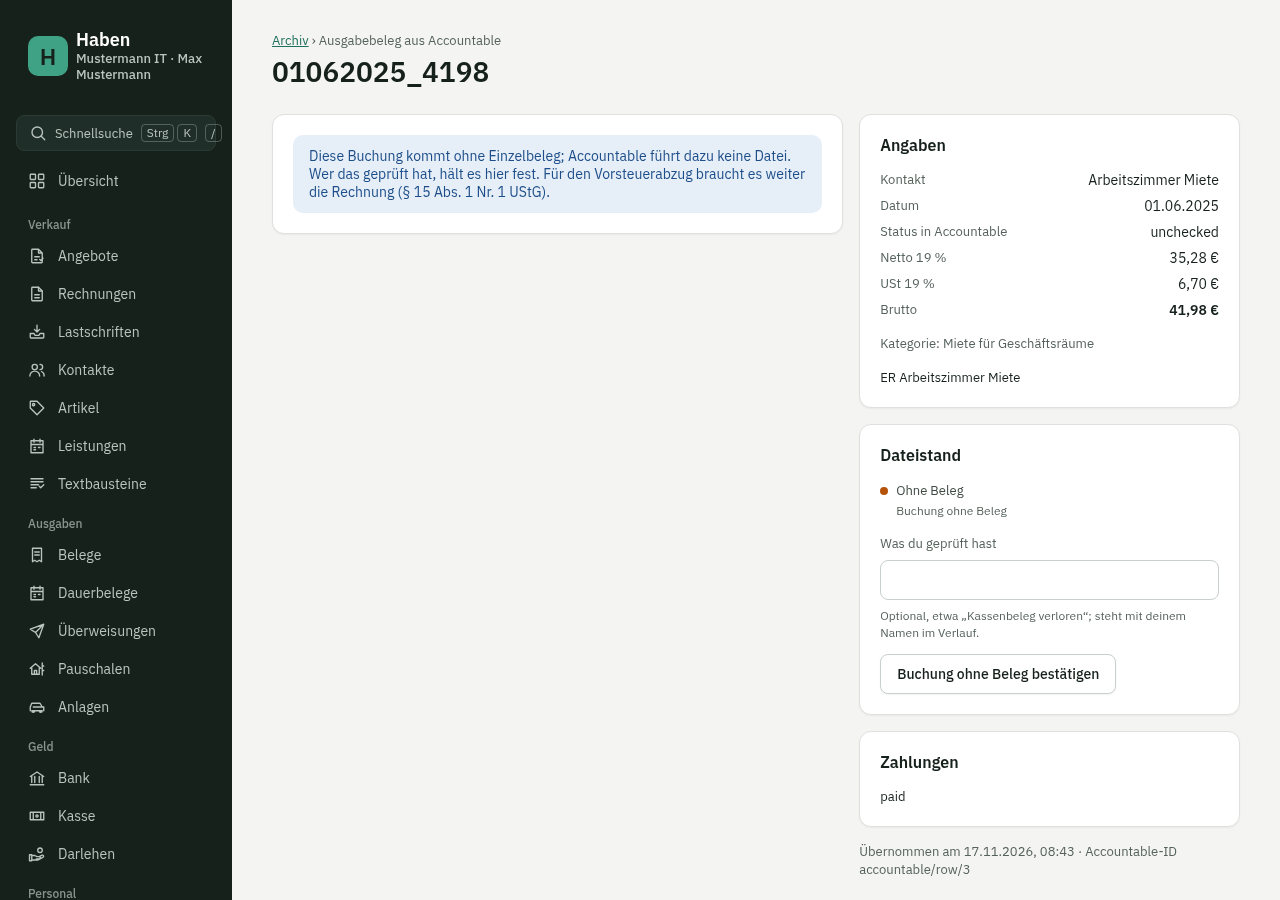 H
Haben
Mustermann IT · Max
Mustermann
Schnellsuche Strg K /
Übersicht
Verkauf
Angebote
Rechnungen
Lastschriften
Kontakte
Artikel
Leistungen
Textbausteine
Ausgaben
Belege
Dauerbelege
Überweisungen
Pauschalen
Anlagen
Geld
Bank
Kasse
Darlehen
Personal
Archiv › Ausgabebeleg aus Accountable
01062025_4198
Diese Buchung kommt ohne Einzelbeleg; Accountable führt dazu keine Datei.
Wer das geprüft hat, hält es hier fest. Für den Vorsteuerabzug braucht es weiter
die Rechnung (§ 15 Abs. 1 Nr. 1 UStG).
Angaben
Kontakt Arbeitszimmer Miete
Datum 01.06.2025
Status in Accountable unchecked
Netto 19 % 35,28 €
USt 19 % 6,70 €
Brutto 41,98 €
Kategorie: Miete für Geschäftsräume
ER Arbeitszimmer Miete
Dateistand
Ohne Beleg
Buchung ohne Beleg
Was du geprüft hast
Optional, etwa „Kassenbeleg verloren“; steht mit deinem
Namen im Verlauf.
Buchung ohne Beleg bestätigen
Zahlungen
paid
Übernommen am 17.11.2026, 08:43 · Accountable-ID
accountable/row/3